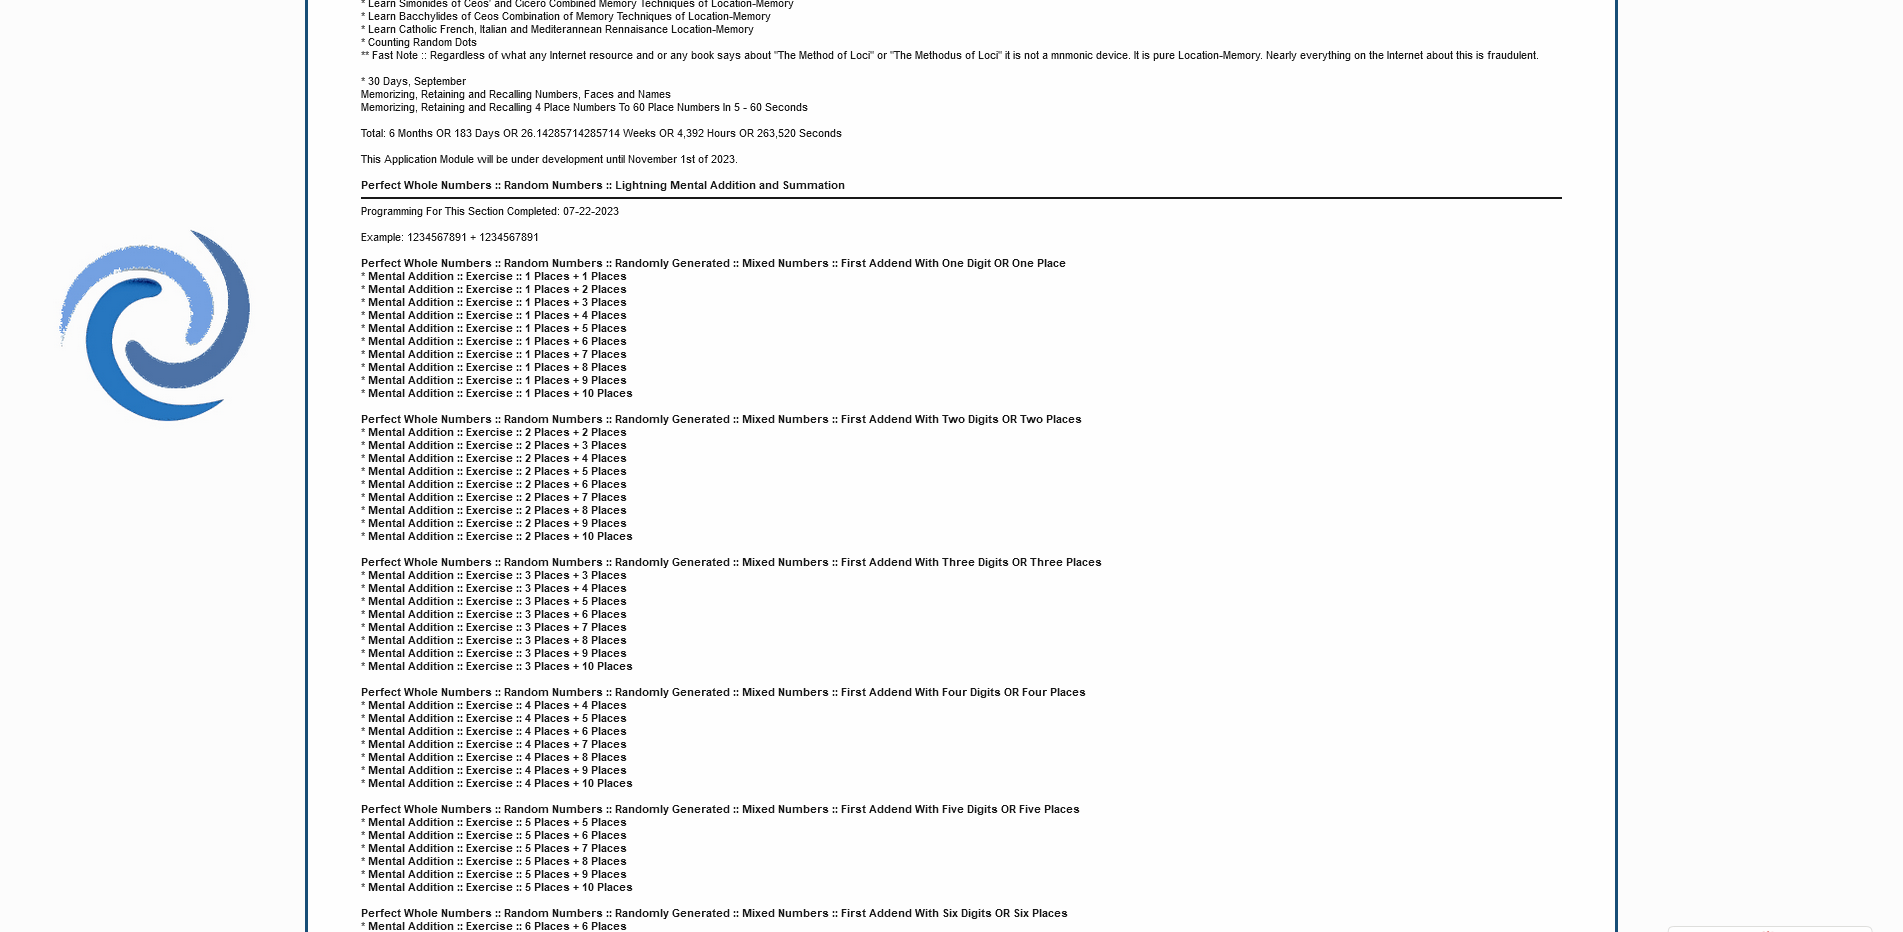 * Learn Simonides of Ceos' and Cicero Combined Memory Techniques of Location-Memory
* Learn Bacchylides of Ceos Combination of Memory Techniques of Location-Memory
* Learn Catholic French, Italian and Mediterannean Rennaisance Location-Memory
* Counting Random Dots
** Fast Note :: Regardless of what any Internet resource and or any book says about "The Method of Loci" or "The Methodus of Loci" it is not a mnmonic device. It is pure Location-Memory. Nearly everything on the Internet about this is fraudulent.
* 30 Days, September
Memorizing, Retaining and Recalling Numbers, Faces and Names
Memorizing, Retaining and Recalling 4 Place Numbers To 60 Place Numbers In 5 - 60 Seconds
Total: 6 Months OR 183 Days OR 26.14285714285714 Weeks OR 4,392 Hours OR 263,520 Seconds
This Application Module will be under development until November 1st of 2023.
Perfect Whole Numbers :: Random Numbers :: Lightning Mental Addition and Summation
Programming For This Section Completed: 07-22-2023
Example: 1234567891 + 1234567891
Perfect Whole Numbers :: Random Numbers :: Randomly Generated :: Mixed Numbers :: First Addend With One Digit OR One Place
* Mental Addition :: Exercise :: 1 Places + 1 Places
* Mental Addition :: Exercise :: 1 Places + 2 Places
* Mental Addition :: Exercise :: 1 Places + 3 Places
* Mental Addition :: Exercise :: 1 Places + 4 Places
* Mental Addition :: Exercise :: 1 Places + 5 Places
* Mental Addition :: Exercise :: 1 Places + 6 Places
* Mental Addition :: Exercise :: 1 Places + 7 Places
* Mental Addition :: Exercise :: 1 Places + 8 Places
* Mental Addition :: Exercise :: 1 Places + 9 Places
* Mental Addition :: Exercise :: 1 Places + 10 Places
Perfect Whole Numbers :: Random Numbers :: Randomly Generated :: Mixed Numbers :: First Addend With Two Digits OR Two Places
* Mental Addition :: Exercise :: 2 Places + 2 Places
* Mental Addition :: Exercise :: 2 Places + 3 Places
* Mental Addition :: Exercise :: 2 Places + 4 Places
* Mental Addition :: Exercise :: 2 Places + 5 Places
* Mental Addition :: Exercise :: 2 Places + 6 Places
* Mental Addition :: Exercise :: 2 Places + 7 Places
* Mental Addition :: Exercise :: 2 Places + 8 Places
* Mental Addition :: Exercise :: 2 Places + 9 Places
* Mental Addition :: Exercise :: 2 Places + 10 Places
Perfect Whole Numbers :: Random Numbers :: Randomly Generated :: Mixed Numbers :: First Addend With Three Digits OR Three Places
* Mental Addition :: Exercise :: 3 Places + 3 Places
* Mental Addition :: Exercise :: 3 Places + 4 Places
* Mental Addition :: Exercise :: 3 Places + 5 Places
* Mental Addition :: Exercise :: 3 Places + 6 Places
* Mental Addition :: Exercise :: 3 Places + 7 Places
* Mental Addition :: Exercise :: 3 Places + 8 Places
* Mental Addition :: Exercise :: 3 Places + 9 Places
* Mental Addition :: Exercise :: 3 Places + 10 Places
Perfect Whole Numbers :: Random Numbers :: Randomly Generated :: Mixed Numbers :: First Addend With Four Digits OR Four Places
* Mental Addition :: Exercise :: 4 Places + 4 Places
* Mental Addition :: Exercise :: 4 Places + 5 Places
* Mental Addition :: Exercise :: 4 Places + 6 Places
* Mental Addition :: Exercise :: 4 Places + 7 Places
* Mental Addition :: Exercise :: 4 Places + 8 Places
* Mental Addition :: Exercise :: 4 Places + 9 Places
* Mental Addition :: Exercise :: 4 Places + 10 Places
Perfect Whole Numbers :: Random Numbers :: Randomly Generated :: Mixed Numbers :: First Addend With Five Digits OR Five Places
* Mental Addition :: Exercise :: 5 Places + 5 Places
* Mental Addition :: Exercise :: 5 Places + 6 Places
* Mental Addition :: Exercise :: 5 Places + 7 Places
* Mental Addition :: Exercise :: 5 Places + 8 Places
* Mental Addition :: Exercise :: 5 Places + 9 Places
* Mental Addition :: Exercise :: 5 Places + 10 Places
Perfect Whole Numbers :: Random Numbers :: Randomly Generated :: Mixed Numbers :: First Addend With Six Digits OR Six Places
* Mental Addition :: Exercise :: 6 Places + 6 Places